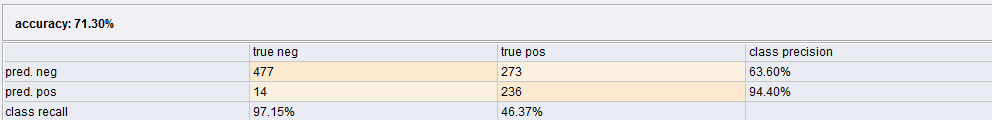 accuracy: 71.30%
true neg true pos class precision
pred. neg 477 273 63.60%
pred. pos 14 236 94.40%
class recall 97.15% 46.37%